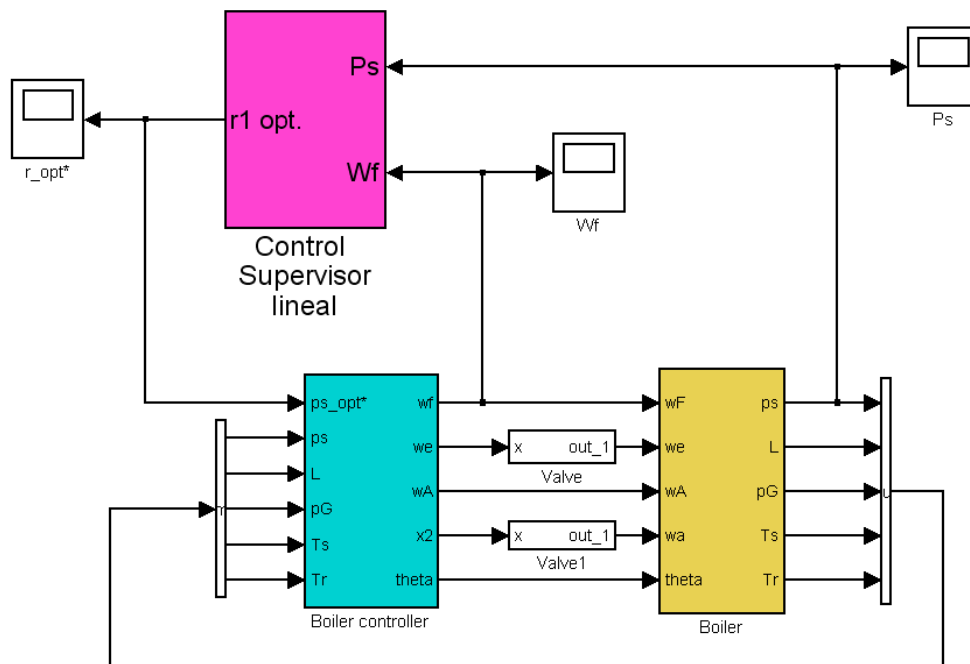 Ps
r1 opt.
Wf
r_opt*
Ps
Wf
Control
Supervisor
lineal
ps_opt*
ps
L
pG
Ts
Tr
wf
we
wA
x2
theta
Boiler controller
x out_1
Valve
x out_1
Valve1
wF
we
wA
wa
theta
ps
L
pG
Ts
Tr
Boiler